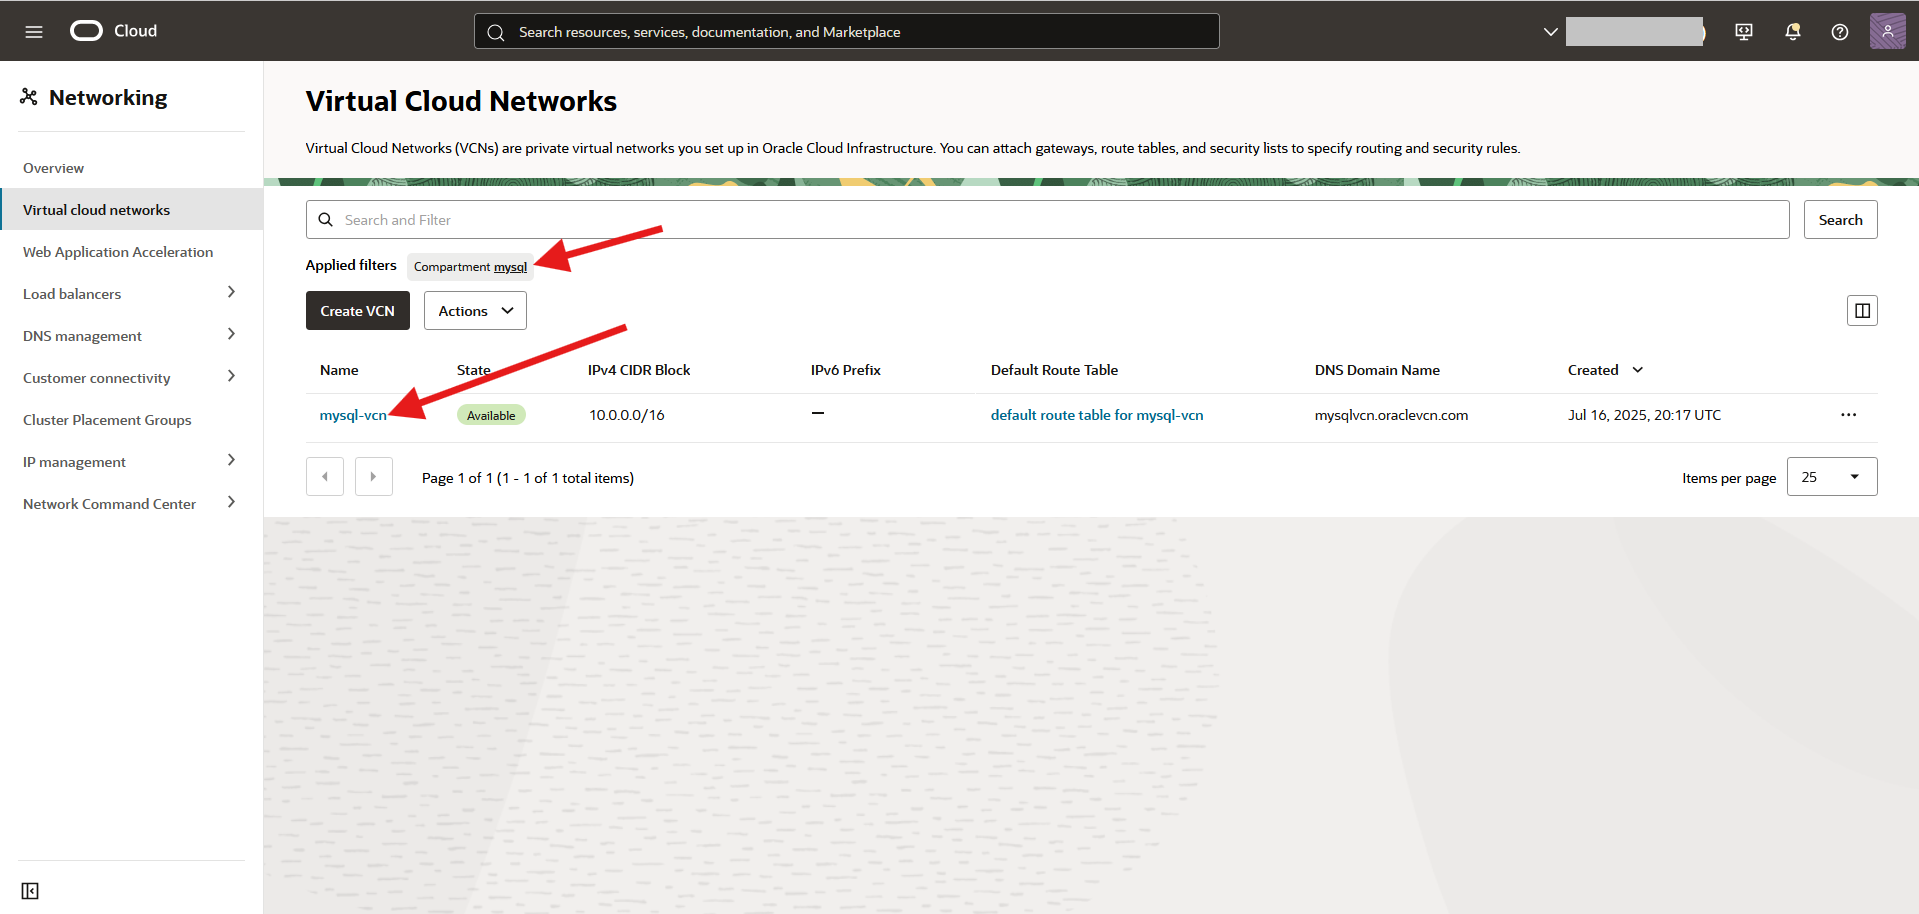 Cloud
Search resources, services, documentation, and Marketplace
Networking
Overview
Virtual cloud networks
Web Application Acceleration
Load balancers
DNS management
Customer connectivity
Cluster Placement Groups
IP management
Network Command Center
Virtual Cloud Networks
Virtual Cloud Networks (VCNs) are private virtual networks you set up in Oracle Cloud Infrastructure. You can attach gateways, route tables, and security lists to specify routing and security rules.
Search and Filter
Search
Applied filters Compartment mysql
Create VCN Actions
Name State IPv4 CIDR Block IPv6 Prefix Default Route Table DNS Domain Name Created
mysql-vcn Available 10.0.0.0/16 — default route table for mysql-vcn mysqlvcn.oraclevcn.com Jul 16, 2025, 20:17 UTC
Page 1 of 1 (1 - 1 of 1 total items)
Items per page 25